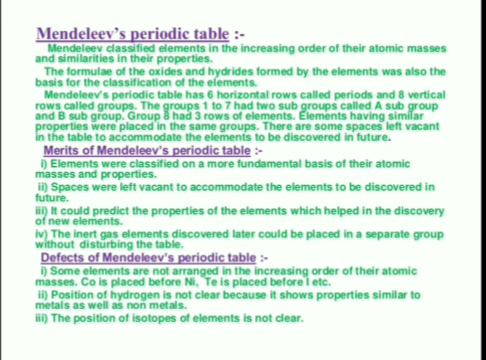 Mendeleev's periodic table :-
Mendeleev classified elements in the increasing order of their atomic masses
and similarities in their properties.
The formulae of the oxides and hydrides formed by the elements was also the
basis for the classification of the elements.
Mendeleev's periodic table has 6 horizontal rows called periods and 8 vertical
rows called groups. The groups 1 to 7 had two sub groups called A sub group
and B sub group. Group 8 had 3 rows of elements. Elements having similar
properties were placed in the same groups. There are some spaces left vacant
in the table to accommodate the elements to be discovered in future.
Merits of Mendeleev's periodic table :-
i) Elements were classified on a more fundamental basis of their atomic
masses and properties.
ii) Spaces were left vacant to accommodate the elements to be discovered in
future.
iii) It could predict the properties of the elements which helped in the discovery
of new elements.
iv) The inert gas elements discovered later could be placed in a separate group
without disturbing the table.
Defects of Mendeleev's periodic table :-
i) Some elements are not arranged in the increasing order of their atomic
masses. Co is placed before Ni, Te is placed before I etc.
ii) Position of hydrogen is not clear because it shows properties similar to
metals as well as non metals.
iii) The position of isotopes of elements is not clear.